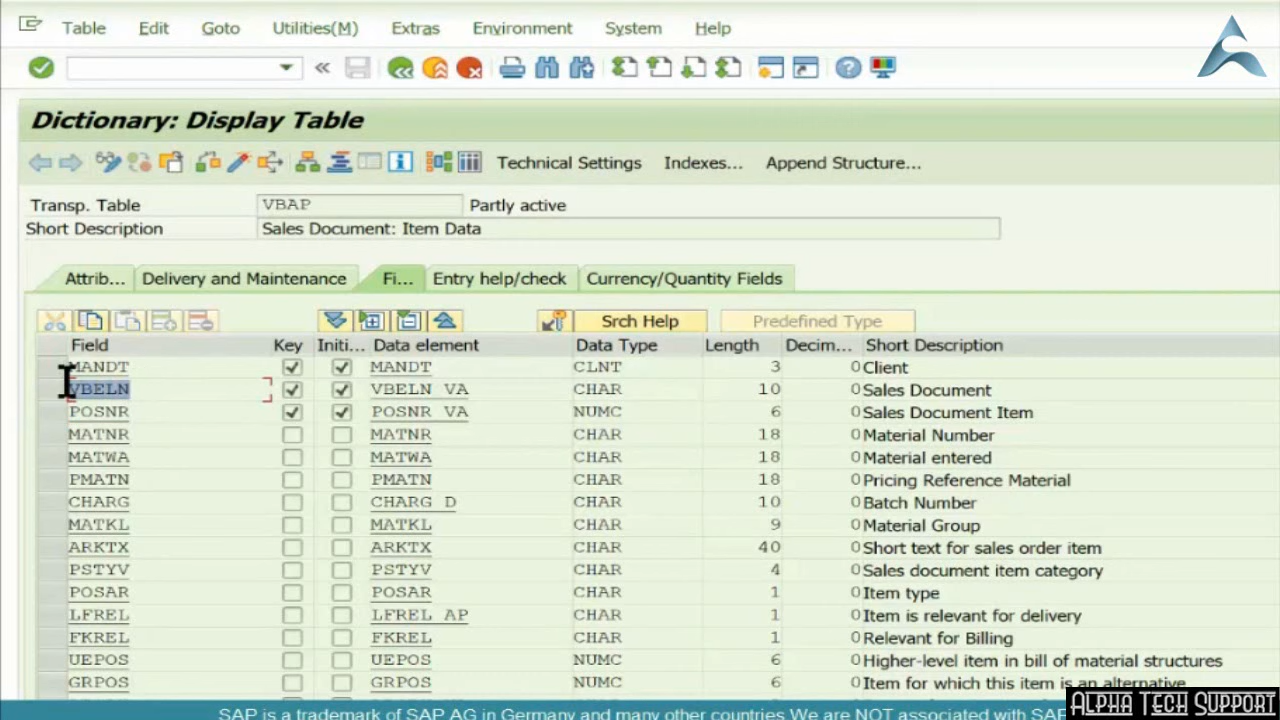 Table Edit Goto Utilities(M) Extras Environment System Help
Dictionary: Display Table
Technical Settings Indexes... Append Structure...
Transp. Table VBAP Partly active
Short Description Sales Document: Item Data
Attrib... Delivery and Maintenance Fi... Entry help/check Currency/Quantity Fields
Srch Help Predefined Type
Field Key Initi... Data element Data Type Length Decim... Short Description
MANDT MANDT CLNT 3 0 Client
VBELN VBELN_VA CHAR 10 0 Sales Document
POSNR POSNR_VA NUMC 6 0 Sales Document Item
MATNR MATNR CHAR 18 0 Material Number
MATWA MATWA CHAR 18 0 Material entered
PMATN PMATN CHAR 18 0 Pricing Reference Material
CHARG CHARG_D CHAR 10 0 Batch Number
MATKL MATKL CHAR 9 0 Material Group
ARKTX ARKTX CHAR 40 0 Short text for sales order item
PSTYV PSTYV CHAR 4 0 Sales document item category
POSAR POSAR CHAR 1 0 Item type
LFREL LFREL_AP CHAR 1 0 Item is relevant for delivery
FKREL FKREL CHAR 1 0 Relevant for Billing
UEPOS UEPOS NUMC 6 0 Higher-level item in bill of material structures
GRPOS GRPOS NUMC 6 0 Item for which this item is an alternative
SAP is a trademark of SAP AG in Germany and many other countries We are NOT associated with SAP
Alpha Tech Support